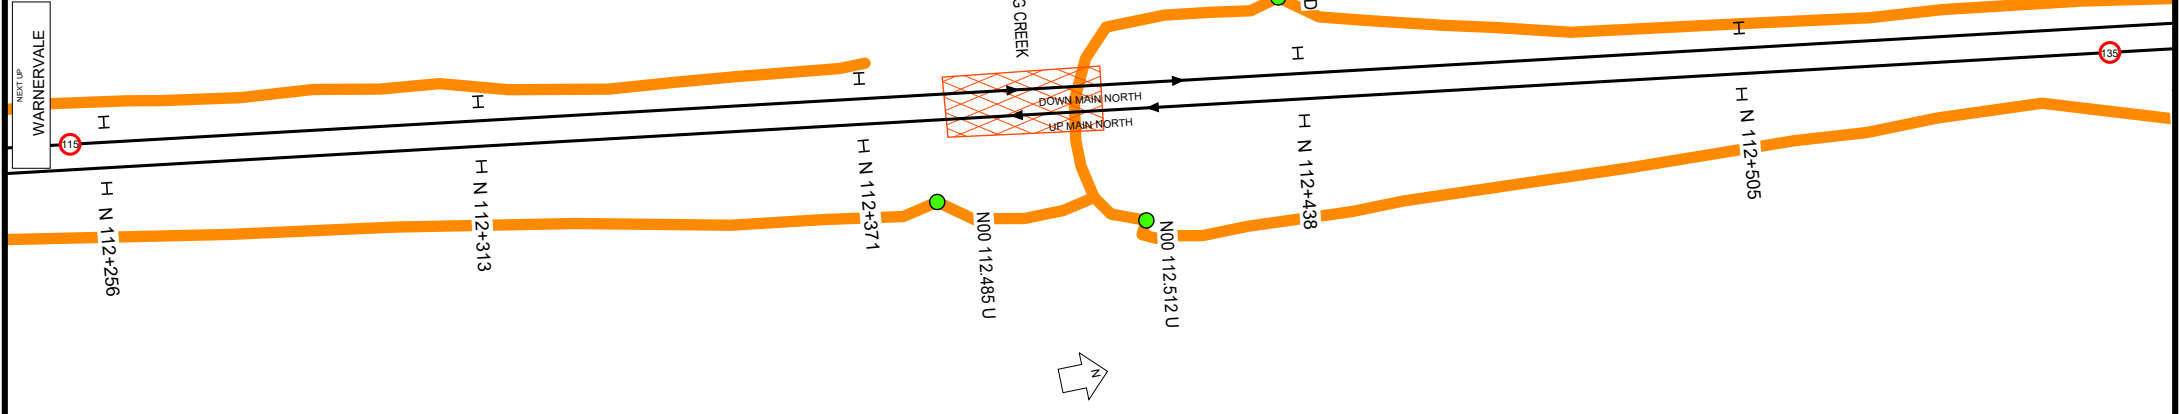 NEXT UP
WARNERVALE
115
H
H N 112+256
H
H N 112+313
H
H N 112+371
N00 112.485 U
G CREEK
DOWN MAIN NORTH
UP MAIN NORTH
N00 112.512 U
D
H
H N 112+438
H
H N 112+505
135
N